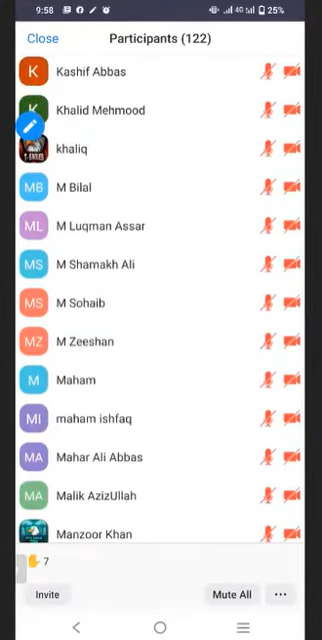 9:58 4G 25%
Close Participants (122)
K Kashif Abbas
K Khalid Mehmood
khaliq
MB M Bilal
ML M Luqman Assar
MS M Shamakh Ali
MS M Sohaib
MZ M Zeeshan
M Maham
MI maham ishfaq
MA Mahar Ali Abbas
MA Malik AzizUllah
Manzoor Khan
7
Invite Mute All ...